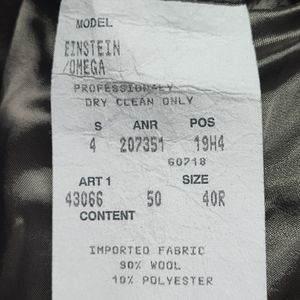 MODEL
EINSTEIN
/OMEGA
PROFESSIONALY
DRY CLEAN ONLY
S ANR POS
4 207351 19H4
60718
ART 1 SIZE
43066 50 40R
CONTENT
IMPORTED FABRIC
90% WOOL
10% POLYESTER